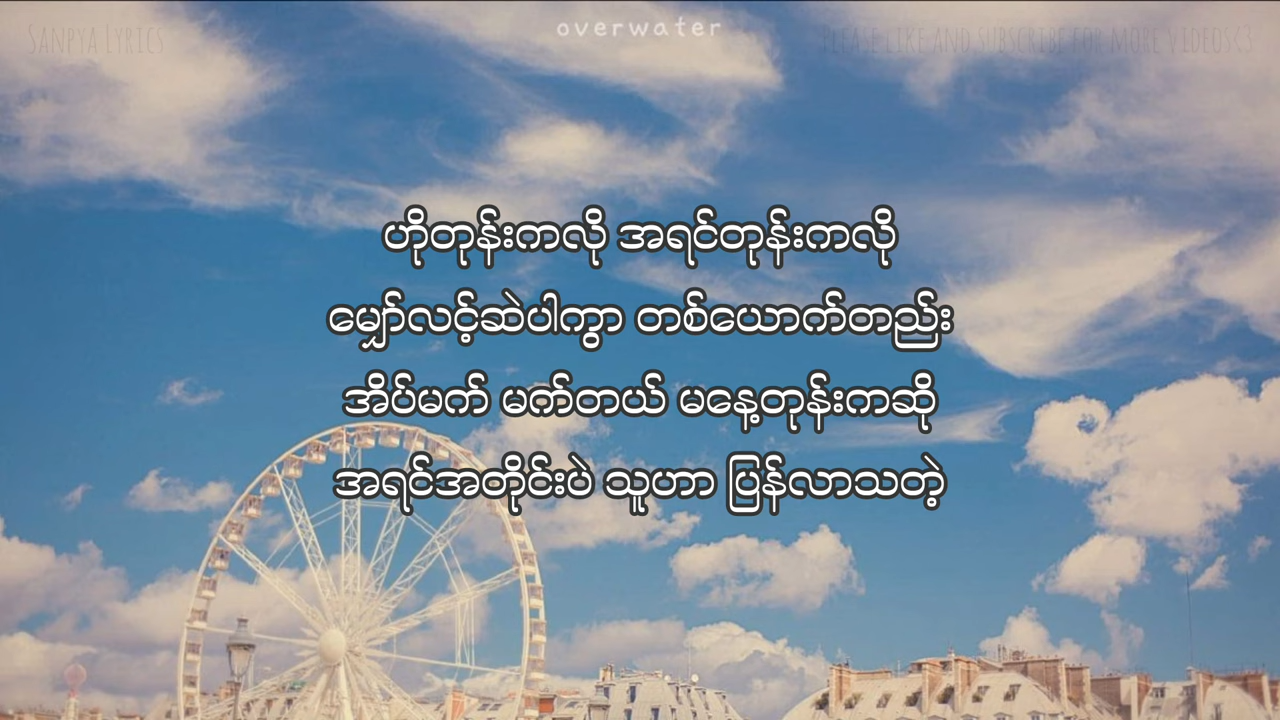 overwater
SANPYA LYRICS
PLEASE LIKE AND SUBSCRIBE FOR MORE VIDEOS<3
ဟိုတုန်းကလို အရင်တုန်းကလို
မျှော်လင့်ဆဲပါကွာ တစ်ယောက်တည်း
အိပ်မက် မက်တယ် မနေ့တုန်းကဆို
အရင်အတိုင်းပဲ သူဟာ ပြန်လာသတဲ့